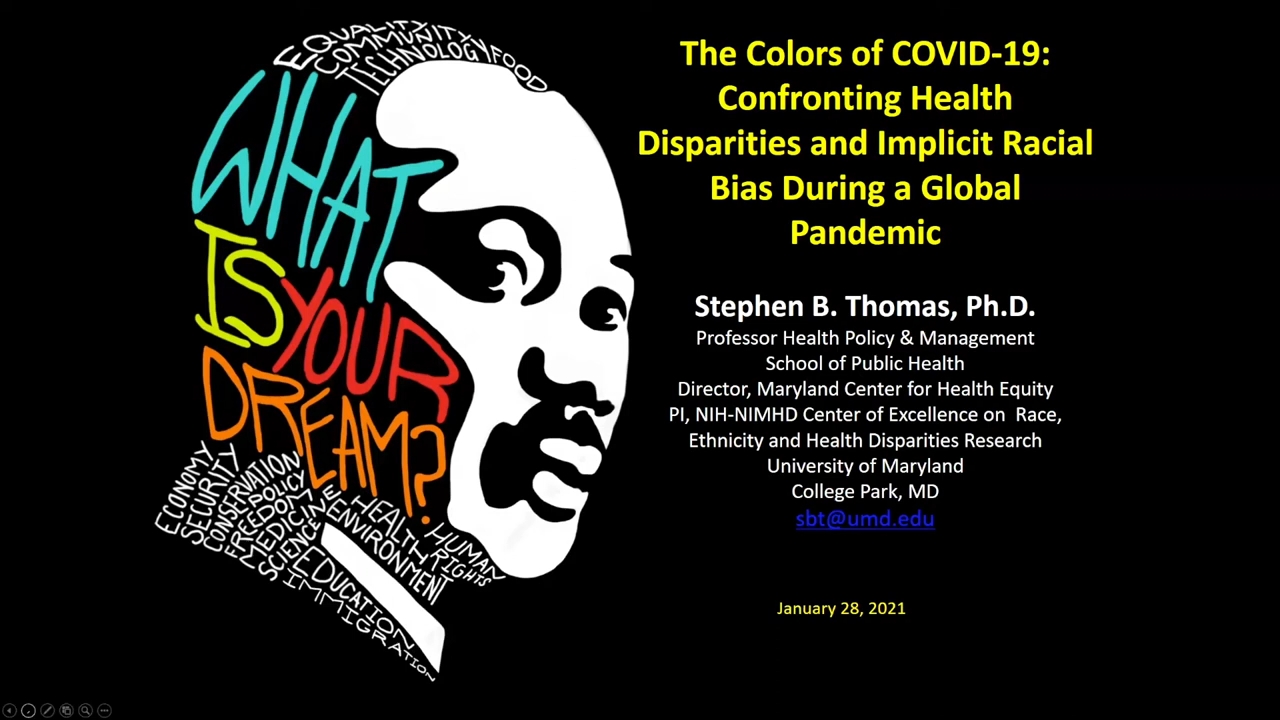 EQUALITY
COMMUNITY
TECHNOLOGY
FOOD
WHAT
IS
YOUR
DREAM?
ECONOMY
SECURITY
CONSERVATION
POLICY
FREEDOM
MEDICINE
SCIENCE
HEALTH
ENVIRONMENT
HUMAN
RIGHTS
EDUCATION
IMMIGRATION
The Colors of COVID-19:
Confronting Health
Disparities and Implicit Racial
Bias During a Global
Pandemic
Stephen B. Thomas, Ph.D.
Professor Health Policy & Management
School of Public Health
Director, Maryland Center for Health Equity
PI, NIH-NIMHD Center of Excellence on Race,
Ethnicity and Health Disparities Research
University of Maryland
College Park, MD
sbt@umd.edu
January 28, 2021